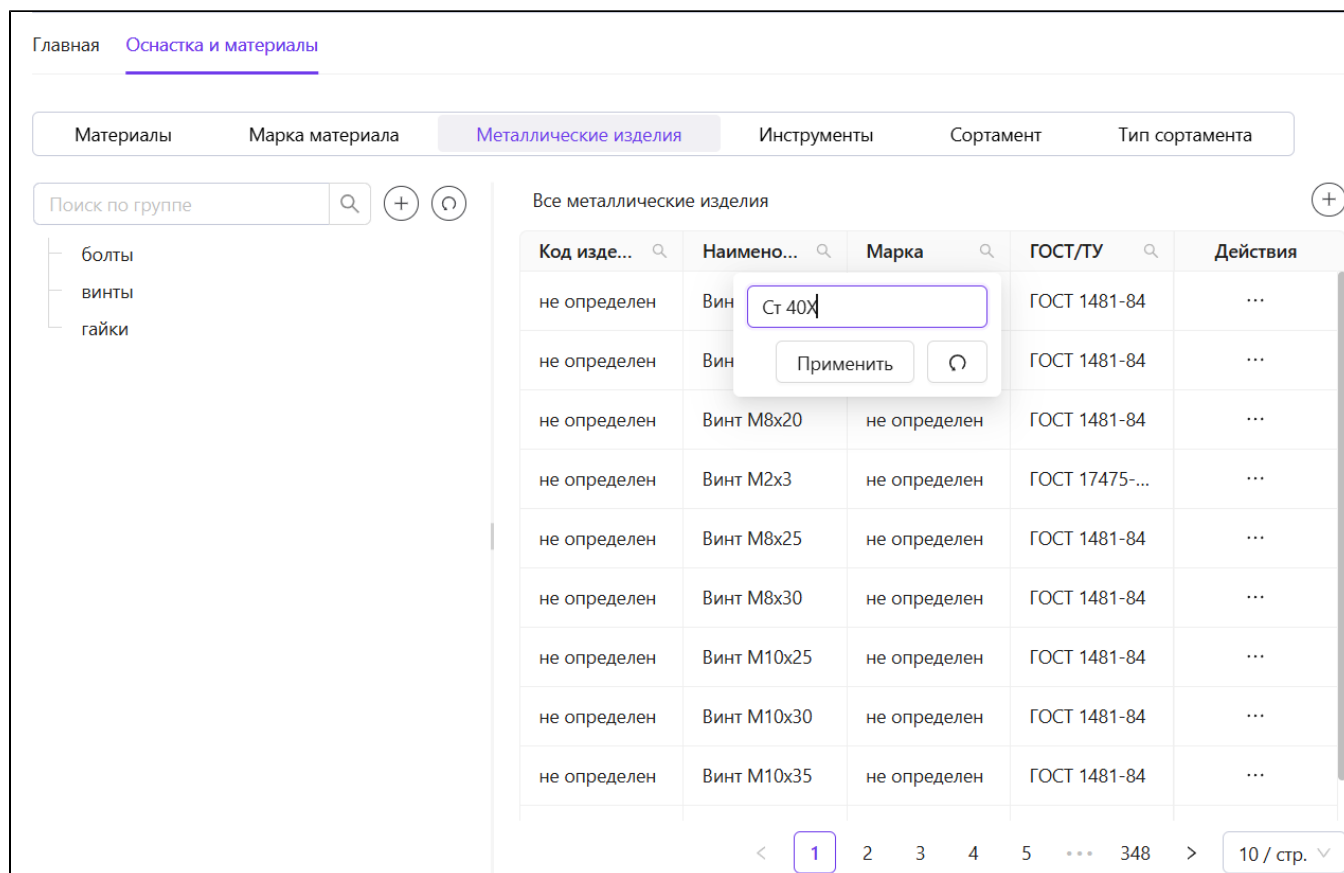 Главная Оснастка и материалы
Материалы Марка материала Металлические изделия Инструменты Сортамент Тип сортамента
Поиск по группе
болты
винты
гайки
Все металлические изделия
Код изде... Наимено... Марка ГОСТ/ТУ Действия
не определен Вин ГОСТ 1481-84 ...
Ст 40Х
не определен Вин ГОСТ 1481-84 ...
Применить
не определен Винт М8х20 не определен ГОСТ 1481-84 ...
не определен Винт М2х3 не определен ГОСТ 17475-... ...
не определен Винт М8х25 не определен ГОСТ 1481-84 ...
не определен Винт М8х30 не определен ГОСТ 1481-84 ...
не определен Винт М10х25 не определен ГОСТ 1481-84 ...
не определен Винт М10х30 не определен ГОСТ 1481-84 ...
не определен Винт М10х35 не определен ГОСТ 1481-84 ...
< 1 2 3 4 5 ••• 348 > 10 / стр.